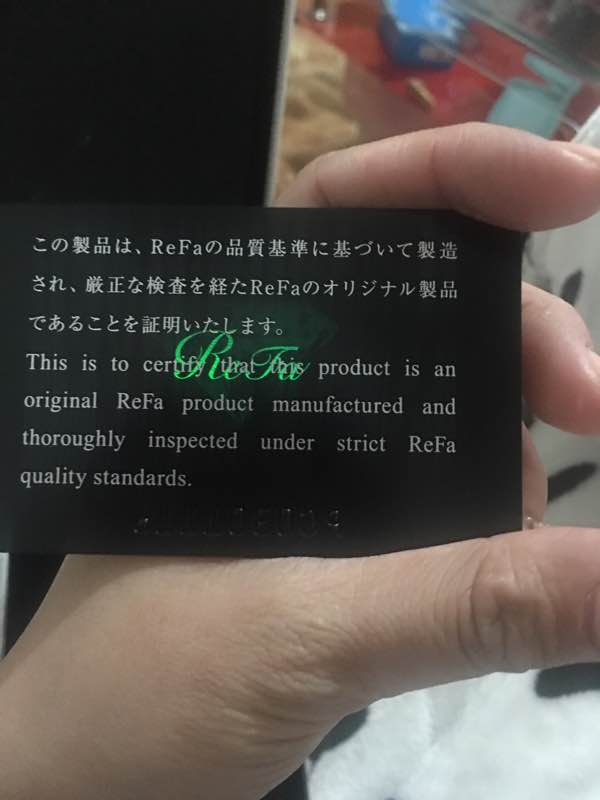 この製品は、ReFaの品質基準に基づいて製造
され、厳正な検査を経たReFaのオリジナル製品
であることを証明いたします。
ReFa
This is to certify that this product is an
original ReFa product manufactured and
thoroughly inspected under strict ReFa
quality standards.